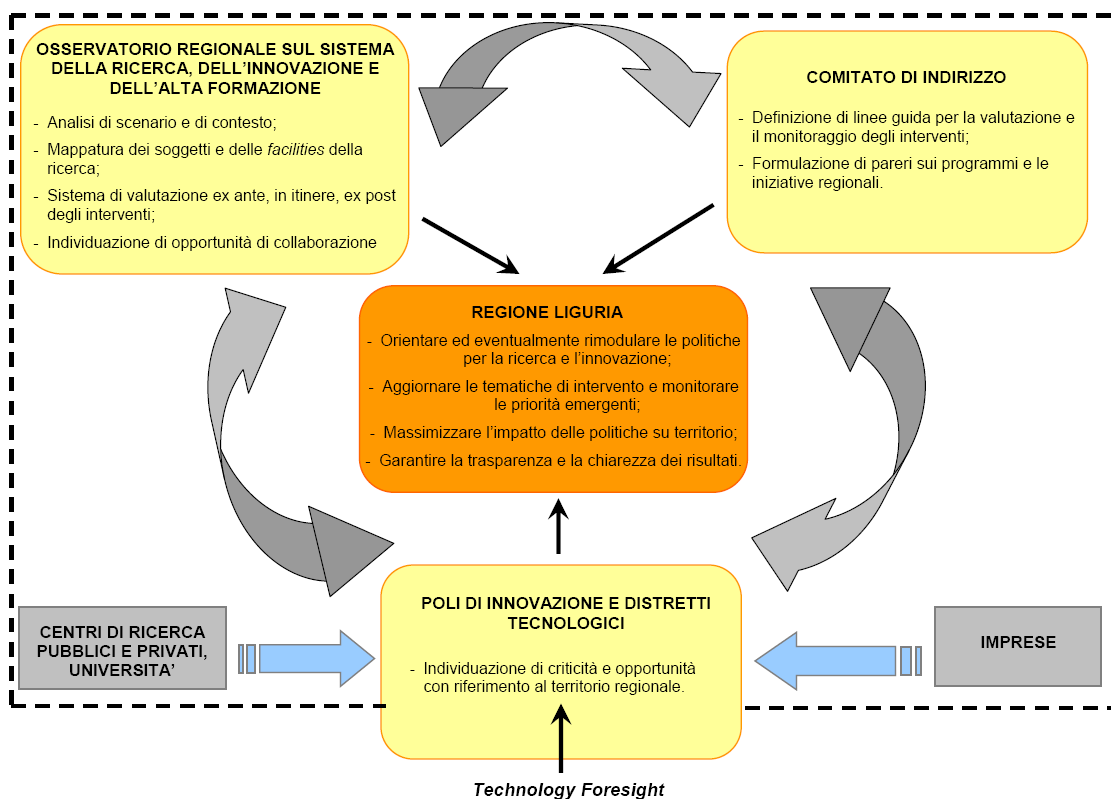 OSSERVATORIO REGIONALE SUL SISTEMA
DELLA RICERCA, DELL’INNOVAZIONE E
DELL’ALTA FORMAZIONE
- Analisi di scenario e di contesto;
- Mappatura dei soggetti e delle facilities della
ricerca;
- Sistema di valutazione ex ante, in itinere, ex post
degli interventi;
- Individuazione di opportunità di collaborazione
COMITATO DI INDIRIZZO
- Definizione di linee guida per la valutazione e
il monitoraggio degli interventi;
- Formulazione di pareri sui programmi e le
iniziative regionali.
REGIONE LIGURIA
- Orientare ed eventualmente rimodulare le politiche
per la ricerca e l’innovazione;
- Aggiornare le tematiche di intervento e monitorare
le priorità emergenti;
- Massimizzare l’impatto delle politiche su territorio;
- Garantire la trasparenza e la chiarezza dei risultati.
POLI DI INNOVAZIONE E DISTRETTI
TECNOLOGICI
- Individuazione di criticità e opportunità
con riferimento al territorio regionale.
CENTRI DI RICERCA
PUBBLICI E PRIVATI,
UNIVERSITA’
IMPRESE
Technology Foresight